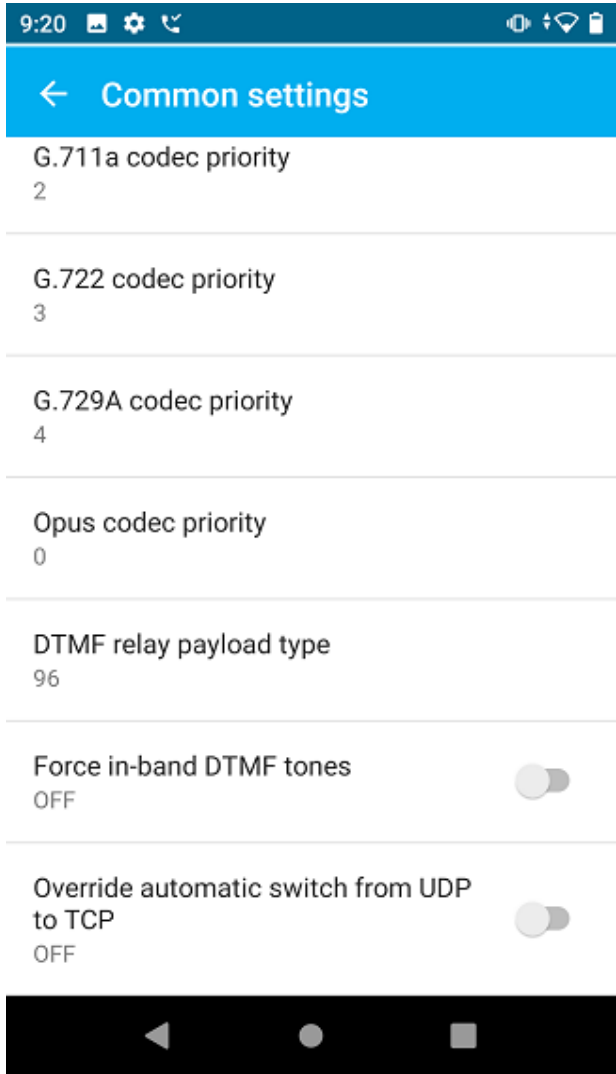 9:20
Common settings
G.711a codec priority
2
G.722 codec priority
3
G.729A codec priority
4
Opus codec priority
0
DTMF relay payload type
96
Force in-band DTMF tones
OFF
Override automatic switch from UDP
to TCP
OFF